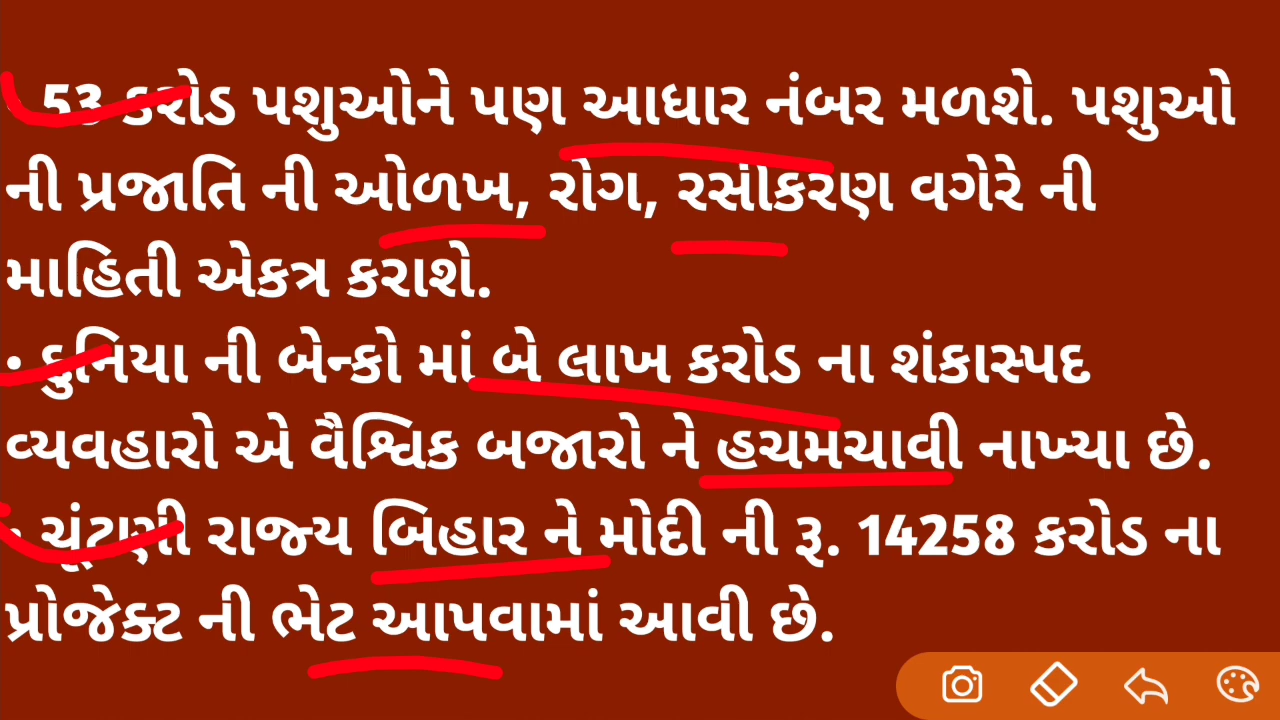 • 53 કરોડ પશુઓને પણ આધાર નંબર મળશે. પશુઓ
ની પ્રજાતિ ની ઓળખ, રોગ, રસીકરણ વગેરે ની
માહિતી એકત્ર કરાશે.
• દુનિયા ની બેન્કો માં બે લાખ કરોડ ના શંકાસ્પદ
વ્યવહારો એ વૈશ્વિક બજારો ને હચમચાવી નાખ્યા છે.
• ચૂંટણી રાજ્ય બિહાર ને મોદી ની રૂ. 14258 કરોડ ના
પ્રોજેક્ટ ની ભેટ આપવામાં આવી છે.